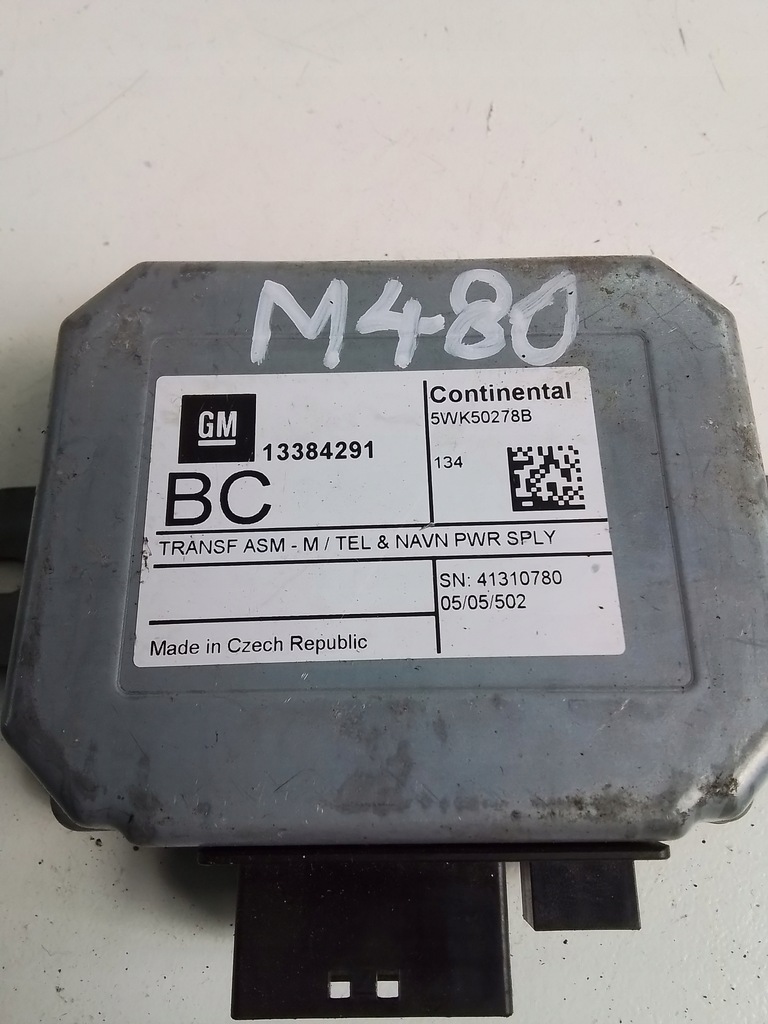 M480
GM 13384291
BC
Continental
5WK50278B
134
TRANSF ASM - M / TEL & NAVN PWR SPLY
SN: 41310780
05/05/502
Made in Czech Republic